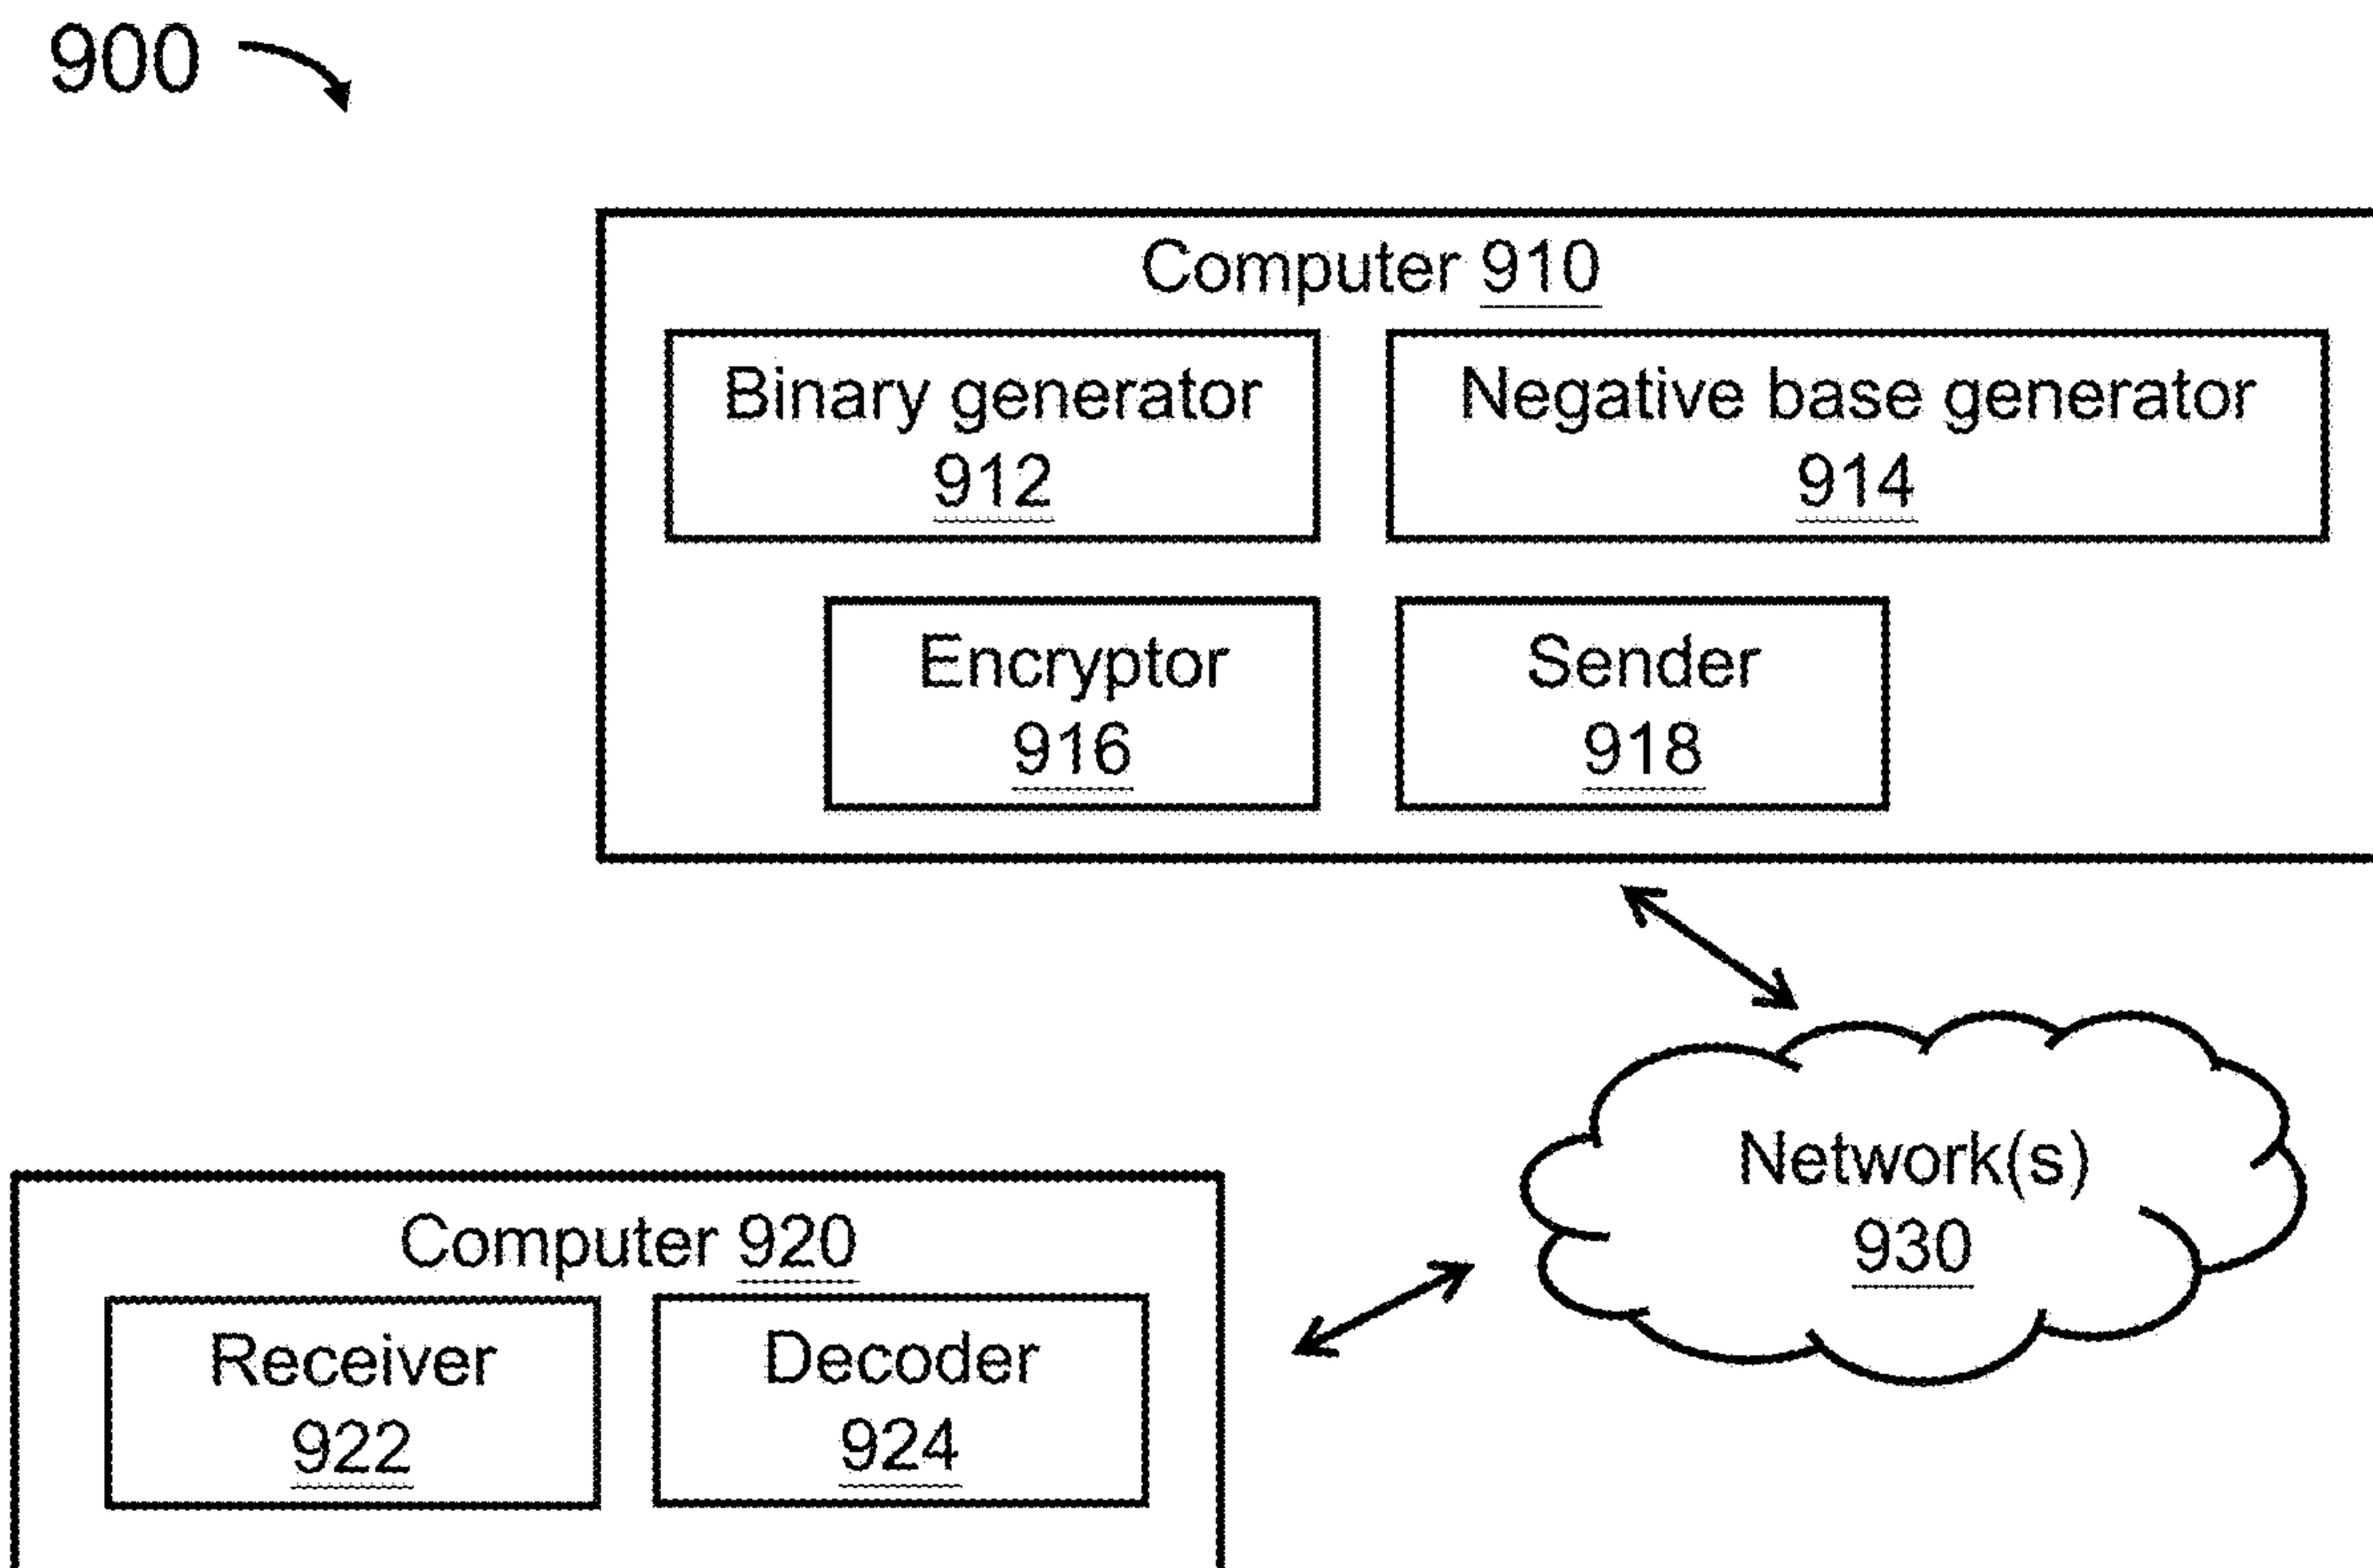 900
Computer 910
Binary generator
912
Negative base generator
914
Encryptor
916
Sender
918
Network(s)
930
Computer 920
Receiver
922
Decoder
924